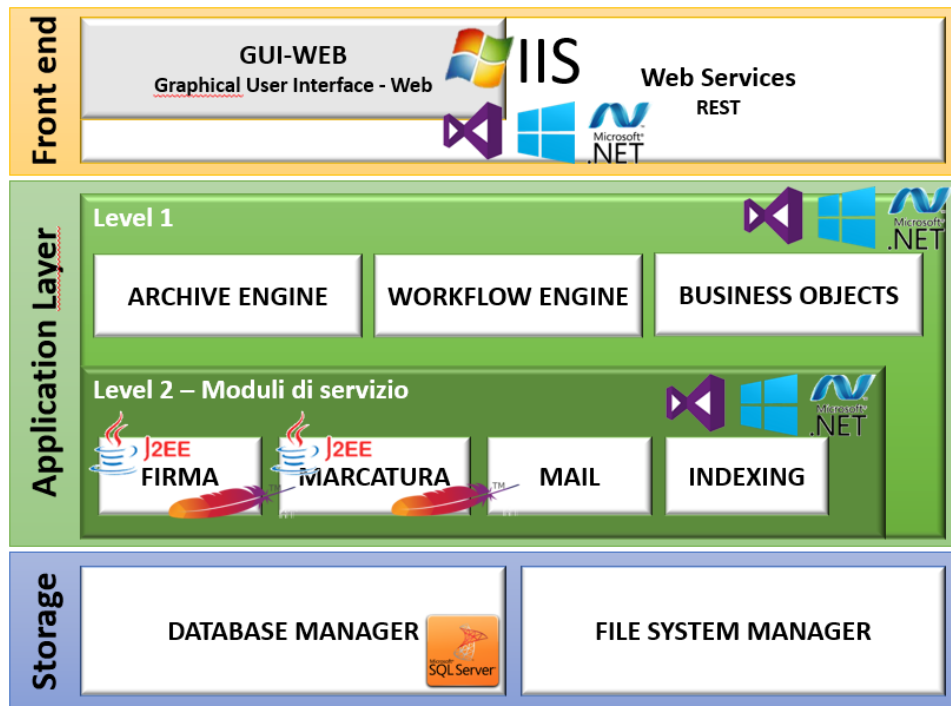 Front end
GUI-WEB
Graphical User Interface - Web
IIS
Web Services
REST
Microsoft®
.NET
Application Layer
Level 1
Microsoft®
.NET
ARCHIVE ENGINE
WORKFLOW ENGINE
BUSINESS OBJECTS
Level 2 – Moduli di servizio
Microsoft®
.NET
J2EE
FIRMA
TM
J2EE
MARCATURA
TM
MAIL
INDEXING
Storage
DATABASE MANAGER
Microsoft®
SQL Server
FILE SYSTEM MANAGER